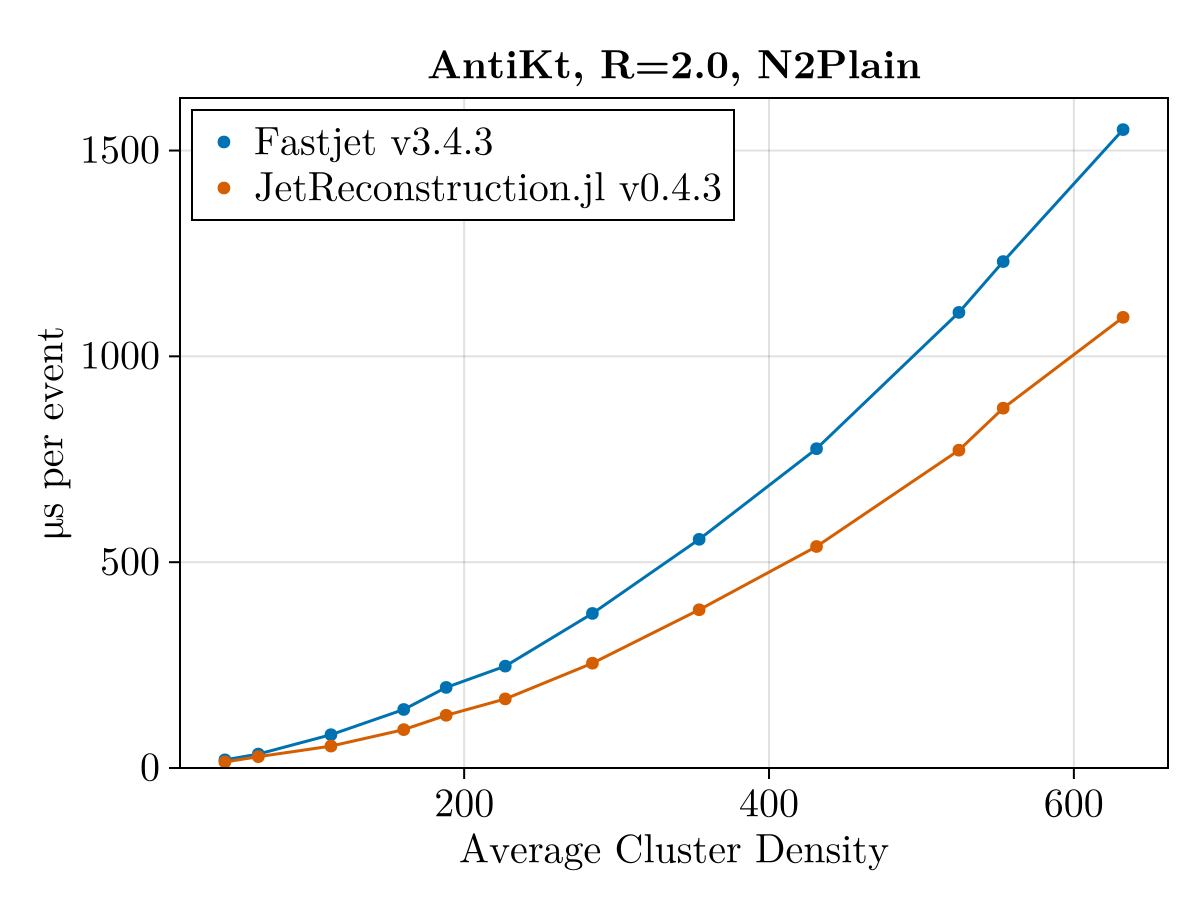 AntiKt, R=2.0, N2Plain
Fastjet v3.4.3
JetReconstruction.jl v0.4.3
1500
1000
500
0
μs per event
200 400 600
Average Cluster Density